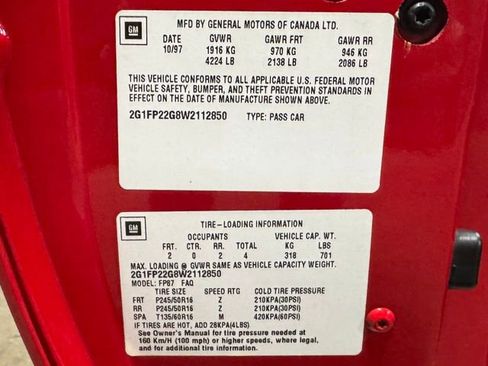 GM
MFD BY GENERAL MOTORS OF CANADA LTD.
DATE GVWR GAWR FRT GAWR RR
10/97 1916 KG 970 KG 946 KG
4224 LB 2138 LB 2086 LB
THIS VEHICLE CONFORMS TO ALL APPLICABLE U.S. FEDERAL MOTOR
VEHICLE SAFETY, BUMPER, AND THEFT PREVENTION STANDARDS IN
EFFECT ON THE DATE OF MANUFACTURE SHOWN ABOVE.
2G1FP22G8W2112850 TYPE: PASS CAR
GM
TIRE-LOADING INFORMATION
OCCUPANTS VEHICLE CAP. WT.
FRT. CTR. RR. TOTAL KG LBS
2 0 2 4 318 701
MAX. LOADING @ GVWR SAME AS VEHICLE CAPACITY WEIGHT.
2G1FP22G8W2112850
MODEL: FP87 FAQ
TIRE SIZE SPEED RTG COLD TIRE PRESSURE
FRT P245/50R16 Z 210KPA(30PSI)
RR P245/50R16 Z 210KPA(30PSI)
SPA T135/60R16 M 420KPA(60PSI)
IF TIRES ARE HOT, ADD 28KPA(4LBS)
See Owner's Manual for tire pressure needed at
160 Km/H (100 mph) or higher speeds, where legal,
and for additional tire information.